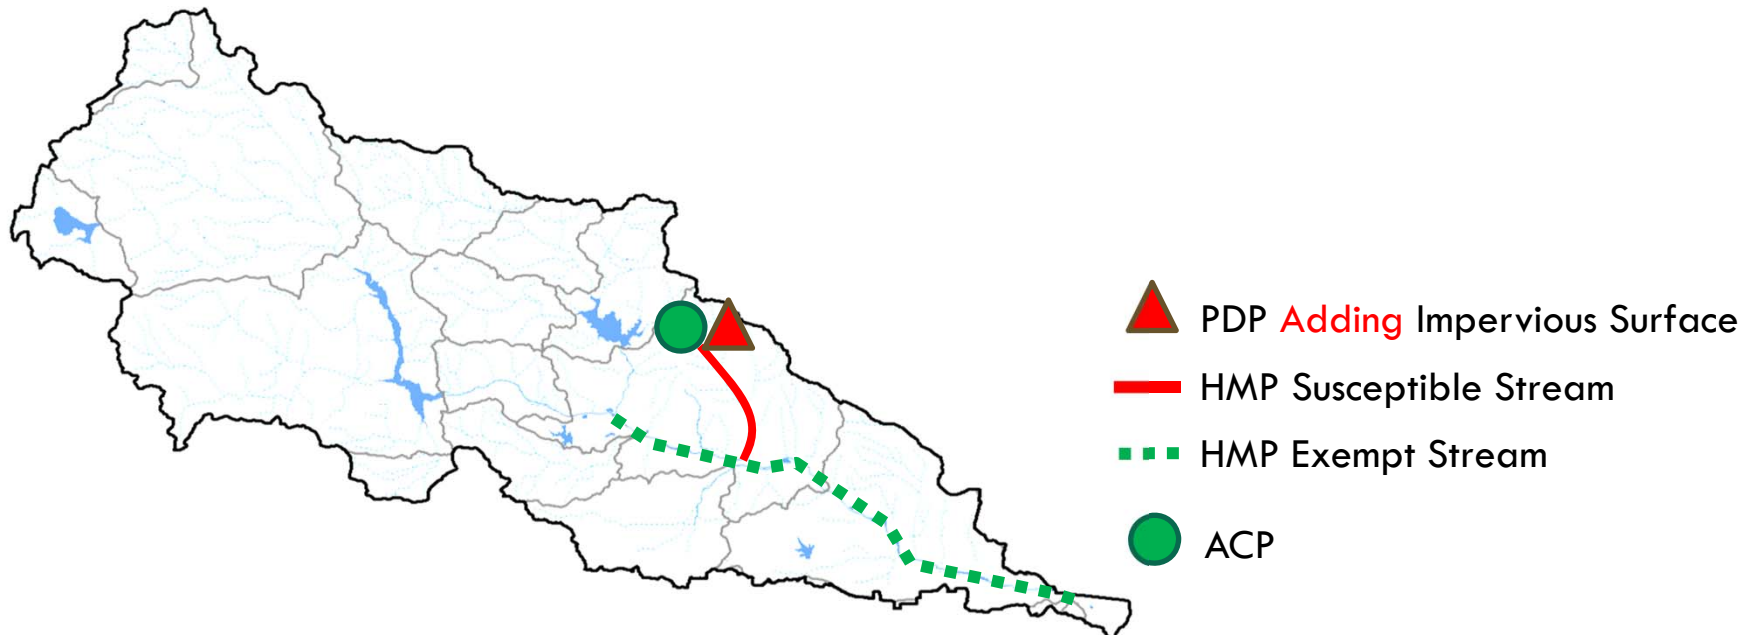 PDP Adding Impervious Surface
HMP Susceptible Stream
HMP Exempt Stream
ACP